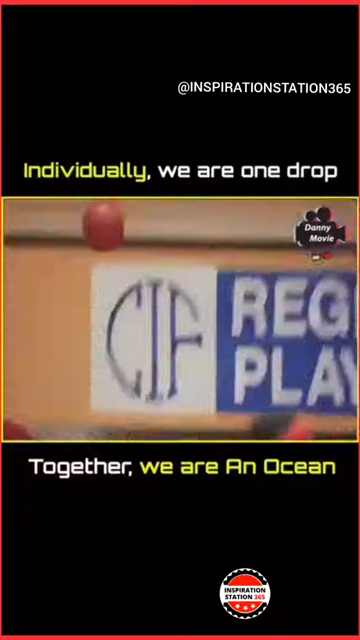 @INSPIRATIONSTATION365
Individually, we are one drop
Danny
Movie
CIF
REG
PLAY
Together, we are An Ocean
INSPIRATION
STATION 365